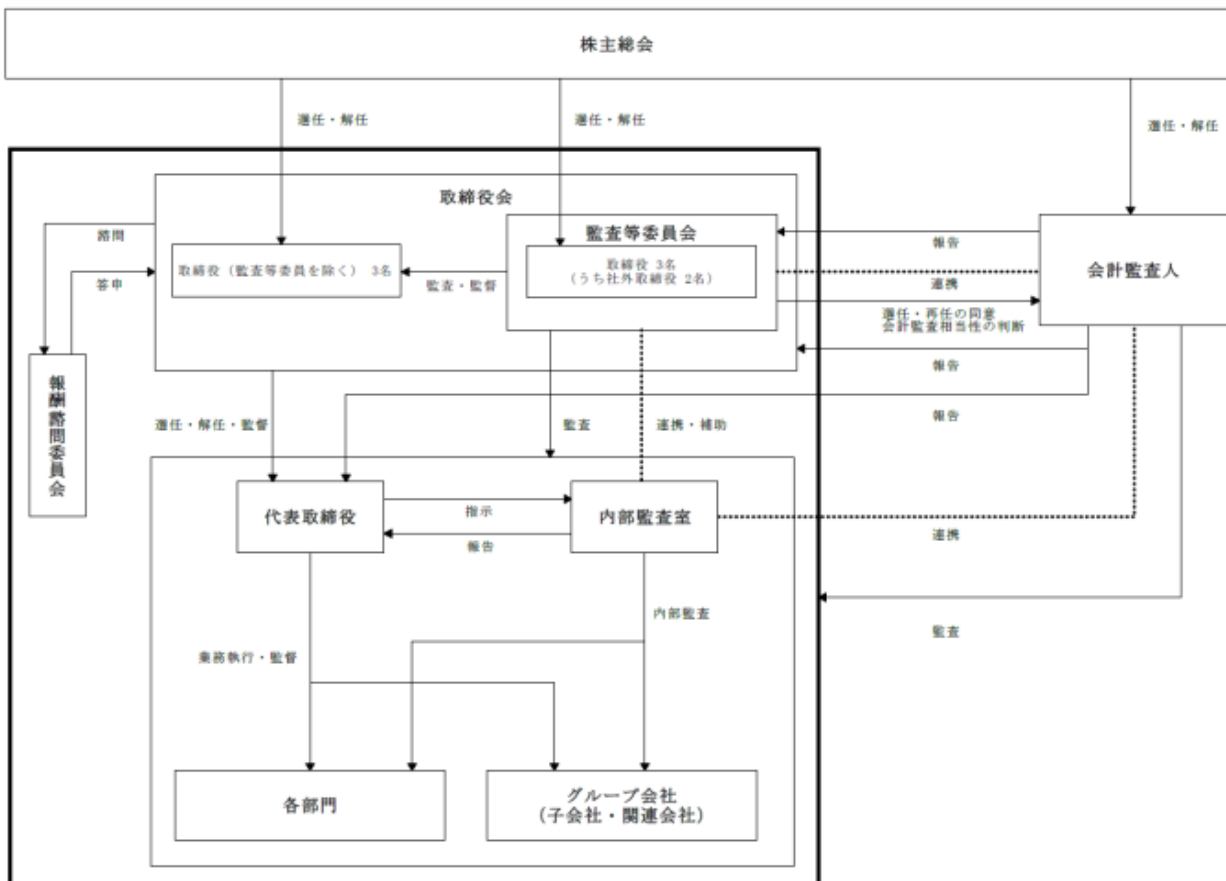 株主総会
選任・解任
選任・解任
選任・解任
取締役会
諮問
監査等委員会
報告
取締役(監査等委員を除く) 3名
取締役 3名
(うち社外取締役 2名)
会計監査人
答申
監査・監督
連携
選任・再任の同意
会計監査相当性の判断
報告
報酬諮問委員会
選任・解任・監督
監査
連携・補助
報告
代表取締役
指示
内部監査室
報告
連携
内部監査
監査
業務執行・監督
各部門
グループ会社
(子会社・関連会社)